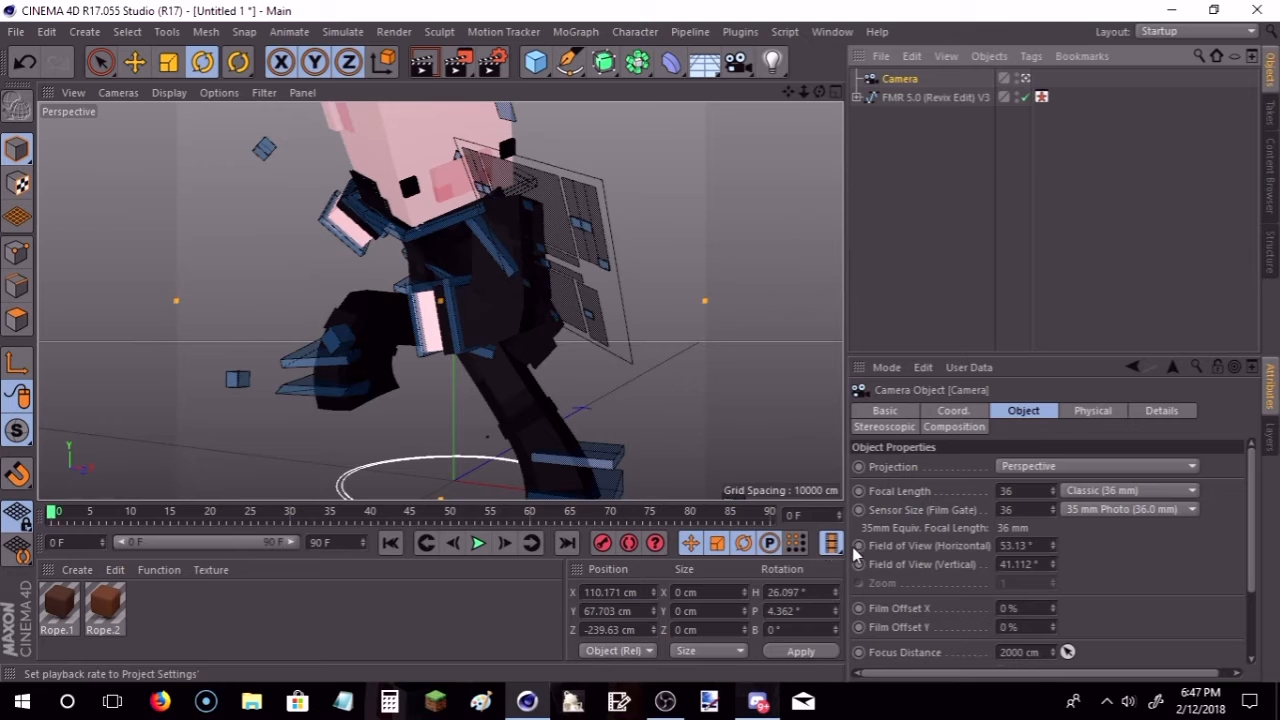 CINEMA 4D R17.055 Studio (R17) - [Untitled 1 *] - Main
File Edit Create Select Tools Mesh Snap Animate Simulate Render Sculpt Motion Tracker MoGraph Character Pipeline Plugins Script Window Help Layout: Startup
X Y Z
File Edit View Objects Tags Bookmarks
View Cameras Display Options Filter Panel
Perspective
Camera
FMR 5.0 (Revix Edit) V3
Objects
Takes
Content Browser
Structure
Mode Edit User Data
Camera Object [Camera]
Basic Coord. Object Physical Details
Stereoscopic Composition
Object Properties
Projection Perspective
Focal Length 36 Classic (36 mm)
Sensor Size (Film Gate) 36 35 mm Photo (36.0 mm)
35mm Equiv. Focal Length: 36 mm
Field of View (Horizontal) 53.13 °
Field of View (Vertical) 41.112 °
Zoom 1
Film Offset X 0 %
Film Offset Y 0 %
Focus Distance 2000 cm
Attributes
Layers
Y
Grid Spacing : 10000 cm
0 5 10 15 20 25 30 35 40 45 50 55 60 65 70 75 80 85 90 0 F
0 F 0 F 90 F 90 F
P
S
Create Edit Function Texture
Rope.1 Rope.2
Position Size Rotation
X 110.171 cm X 0 cm H 26.097 °
Y 67.703 cm Y 0 cm P 4.362 °
Z -239.63 cm Z 0 cm B 0 °
Object (Rel) Size Apply
MAXON
CINEMA 4D
Set playback rate to Project Settings'
6:47 PM
2/12/2018